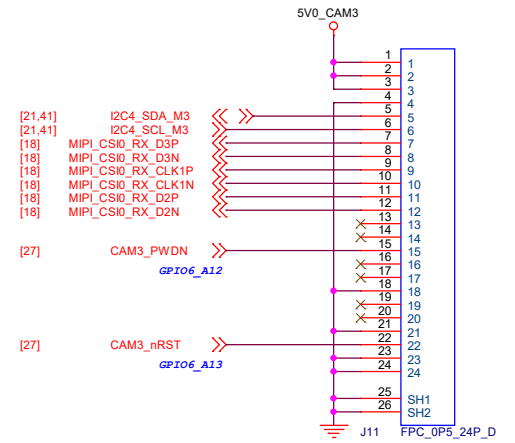 5V0_CAM3
1 1
2 2
3 3
4 4
[21,41] I2C4_SDA_M3 5 5
[21,41] I2C4_SCL_M3 6 6
[18] MIPI_CSI0_RX_D3P 7 7
[18] MIPI_CSI0_RX_D3N 8 8
[18] MIPI_CSI0_RX_CLK1P 9 9
[18] MIPI_CSI0_RX_CLK1N 10 10
[18] MIPI_CSI0_RX_D2P 11 11
[18] MIPI_CSI0_RX_D2N 12 12
13 13
14 14
[27] CAM3_PWDN 15 15
GPIO6_A12 16 16
17 17
18 18
19 19
20 20
21 21
[27] CAM3_nRST 22 22
GPIO6_A13 23 23
24 24
25 SH1
26 SH2
J11 FPC_0P5_24P_D